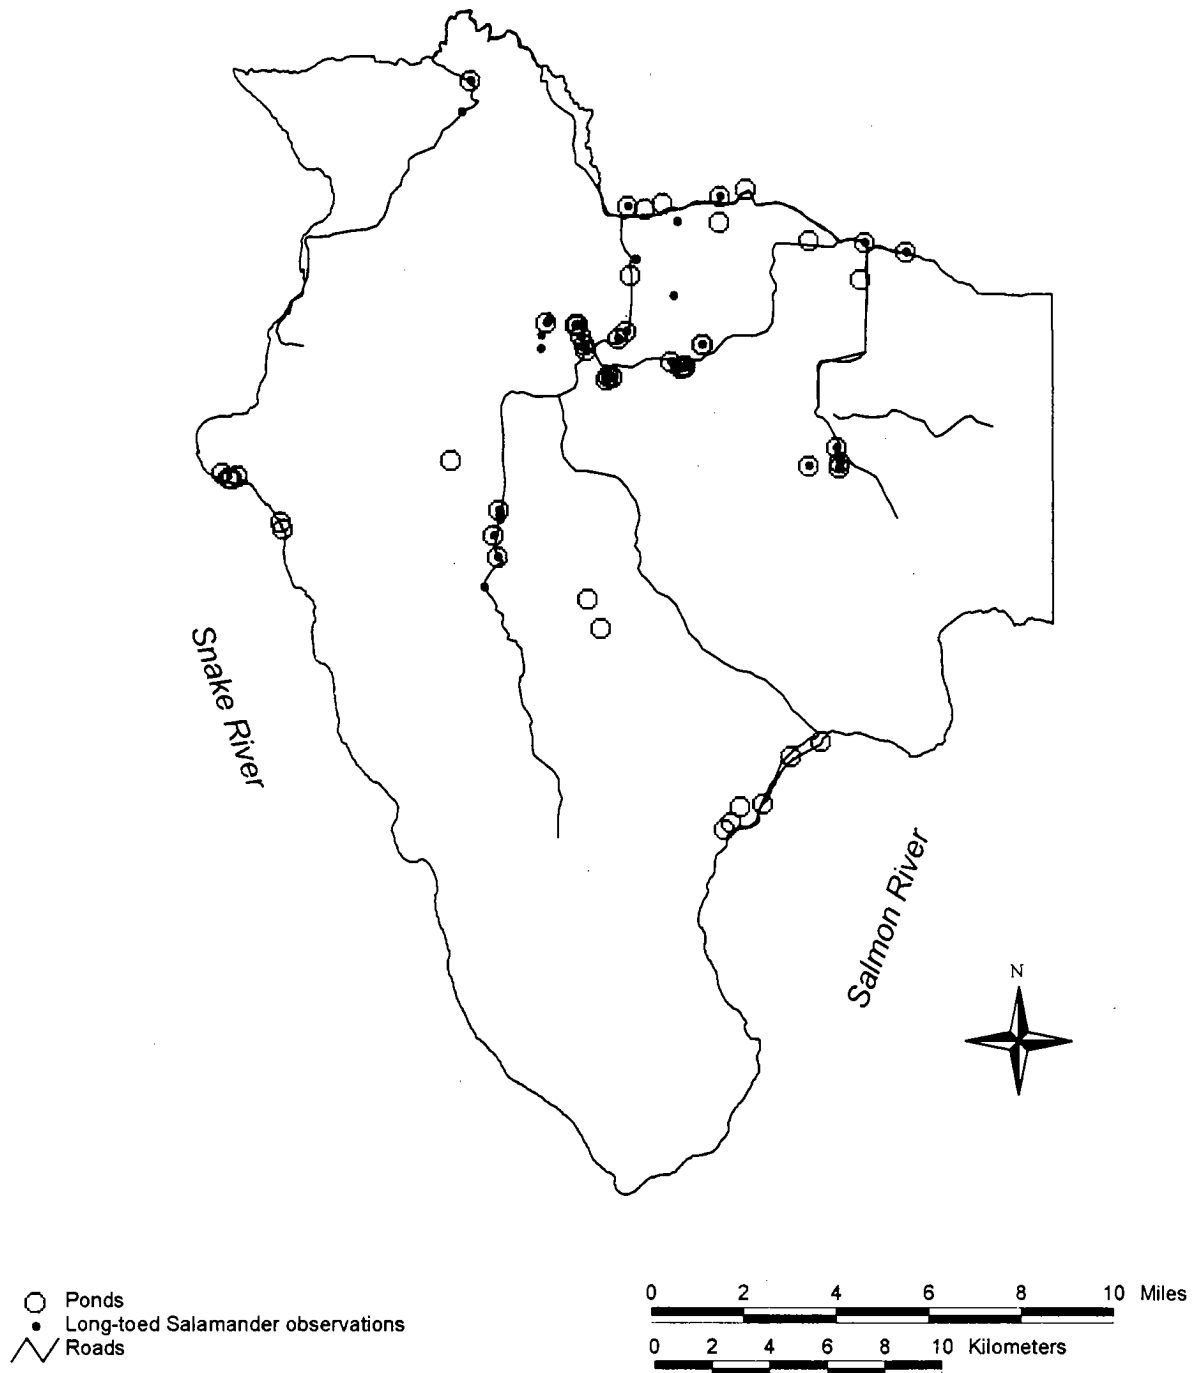 Snake River
Salmon River
N
Ponds
Long-toed Salamander observations
Roads
0 2 4 6 8 10 Miles
0 2 4 6 8 10 Kilometers